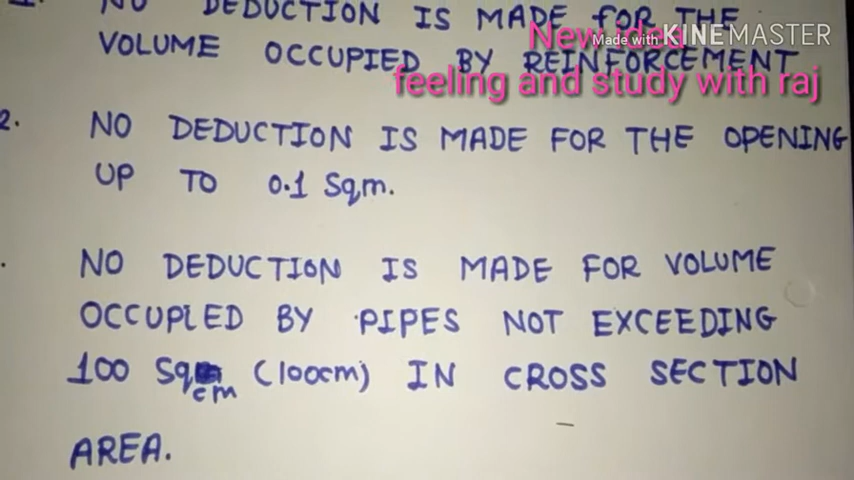 NO DEDUCTION IS MADE FOR THE
VOLUME OCCUPIED BY REINFORCEMENT
New idea
Made with KINEMASTER
feeling and study with raj
2. NO DEDUCTION IS MADE FOR THE OPENING
UP TO 0.1 Sqm.
. NO DEDUCTION IS MADE FOR VOLUME
OCCUPIED BY PIPES NOT EXCEEDING
100 Sq cm (100cm) IN CROSS SECTION
AREA.